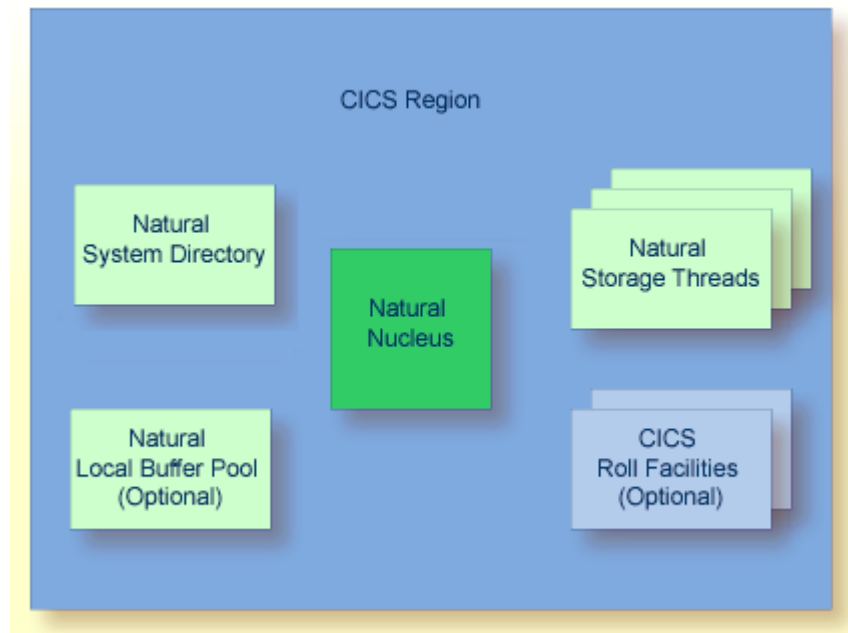 CICS Region
Natural
System Directory
Natural
Nucleus
Natural
Storage Threads
Natural
Local Buffer Pool
(Optional)
CICS
Roll Facilities
(Optional)